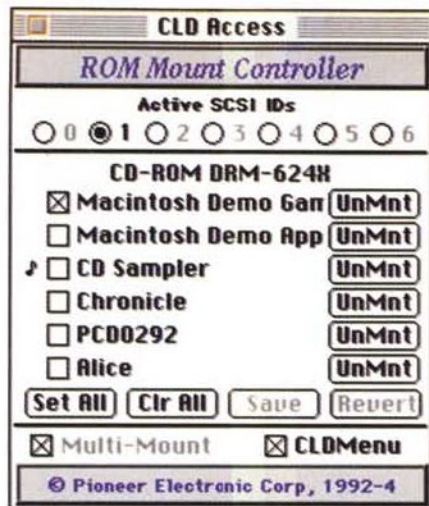 CLD Access
ROM Mount Controller
Active SCSI IDs
0 1 2 3 4 5 6
CD-ROM DRM-624X
Macintosh Demo Gam UnMnt
Macintosh Demo App UnMnt
♪ CD Sampler UnMnt
Chronicle UnMnt
PCD0292 UnMnt
Alice UnMnt
Set All Clr All Save Revert
Multi-Mount CLDMenu
© Pioneer Electronic Corp, 1992-4